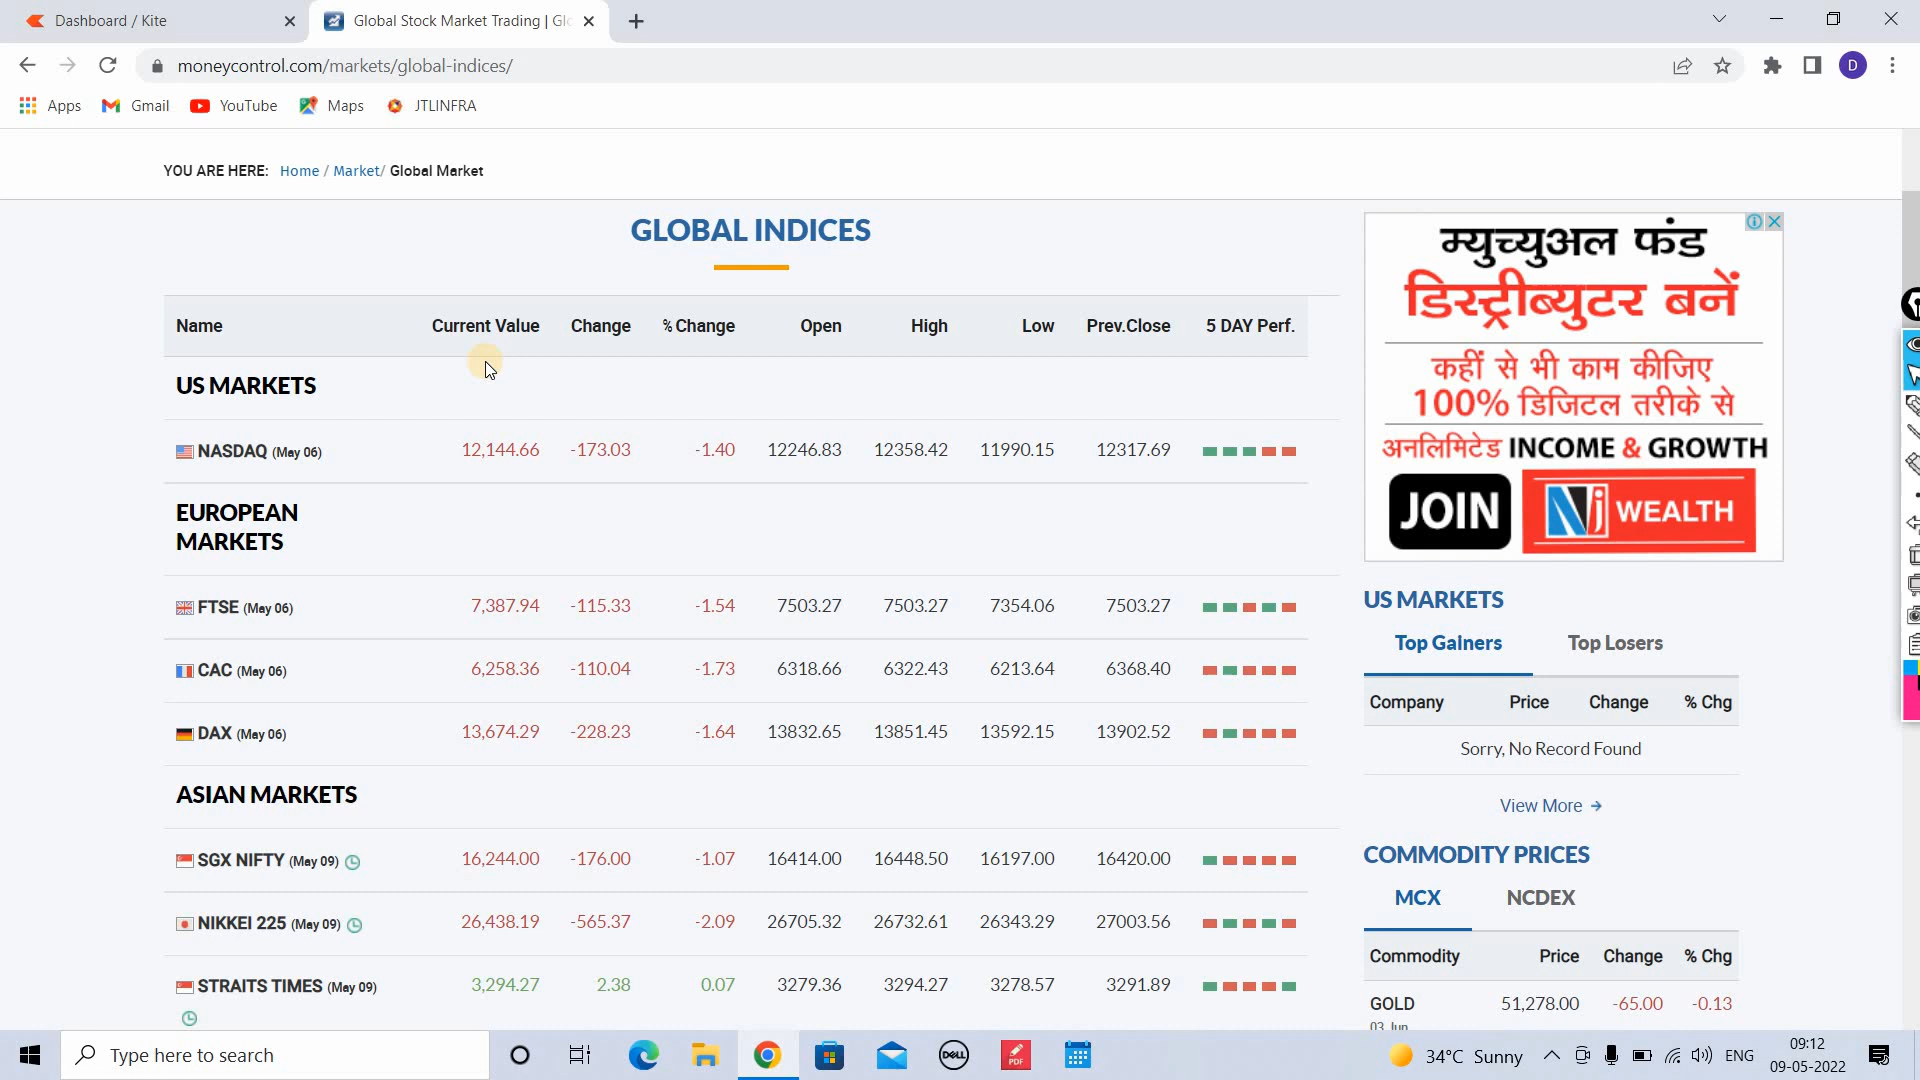 Dashboard / Kite
Global Stock Market Trading | Glo
moneycontrol.com/markets/global-indices/
D
Apps
Gmail
YouTube
Maps
JTLINFRA
YOU ARE HERE: Home / Market/ Global Market
GLOBAL INDICES
Name Current Value Change % Change Open High Low Prev.Close 5 DAY Perf.
US MARKETS
NASDAQ (May 06) 12,144.66 -173.03 -1.40 12246.83 12358.42 11990.15 12317.69
EUROPEAN
MARKETS
FTSE (May 06) 7,387.94 -115.33 -1.54 7503.27 7503.27 7354.06 7503.27
CAC (May 06) 6,258.36 -110.04 -1.73 6318.66 6322.43 6213.64 6368.40
DAX (May 06) 13,674.29 -228.23 -1.64 13832.65 13851.45 13592.15 13902.52
ASIAN MARKETS
SGX NIFTY (May 09) 16,244.00 -176.00 -1.07 16414.00 16448.50 16197.00 16420.00
NIKKEI 225 (May 09) 26,438.19 -565.37 -2.09 26705.32 26732.61 26343.29 27003.56
STRAITS TIMES (May 09) 3,294.27 2.38 0.07 3279.36 3294.27 3278.57 3291.89
म्युच्युअल फंड
डिस्ट्रीब्युटर बनें
कहीं से भी काम कीजिए
100% डिजिटल तरीके से
अनलिमिटेड INCOME & GROWTH
JOIN
Nj WEALTH
US MARKETS
Top Gainers Top Losers
Company Price Change % Chg
Sorry, No Record Found
View More →
COMMODITY PRICES
MCX NCDEX
Commodity Price Change % Chg
GOLD 51,278.00 -65.00 -0.13
03 Jun
Type here to search
DELL
PDF
34°C Sunny
ENG
09:12
09-05-2022